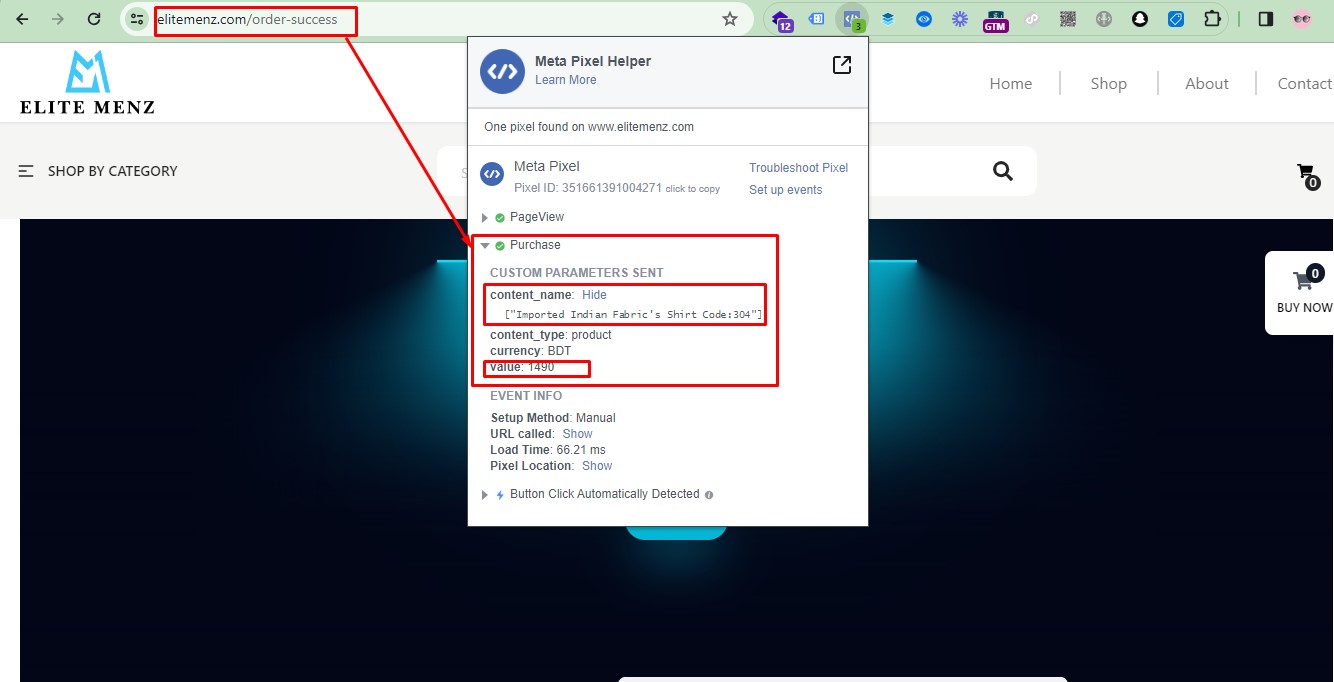 elitemenz.com/order-success
12
3
GTM
ELITE MENZ
Home
Shop
About
Contact
Meta Pixel Helper
Learn More
One pixel found on www.elitemenz.com
SHOP BY CATEGORY
S
0
Meta Pixel
Troubleshoot Pixel
Pixel ID: 351661391004271 click to copy
Set up events
PageView
Purchase
CUSTOM PARAMETERS SENT
content_name: Hide
["Imported Indian Fabric's Shirt Code:304"]
content_type: product
currency: BDT
value: 1490
0
BUY NOW
EVENT INFO
Setup Method: Manual
URL called: Show
Load Time: 66.21 ms
Pixel Location: Show
Button Click Automatically Detected